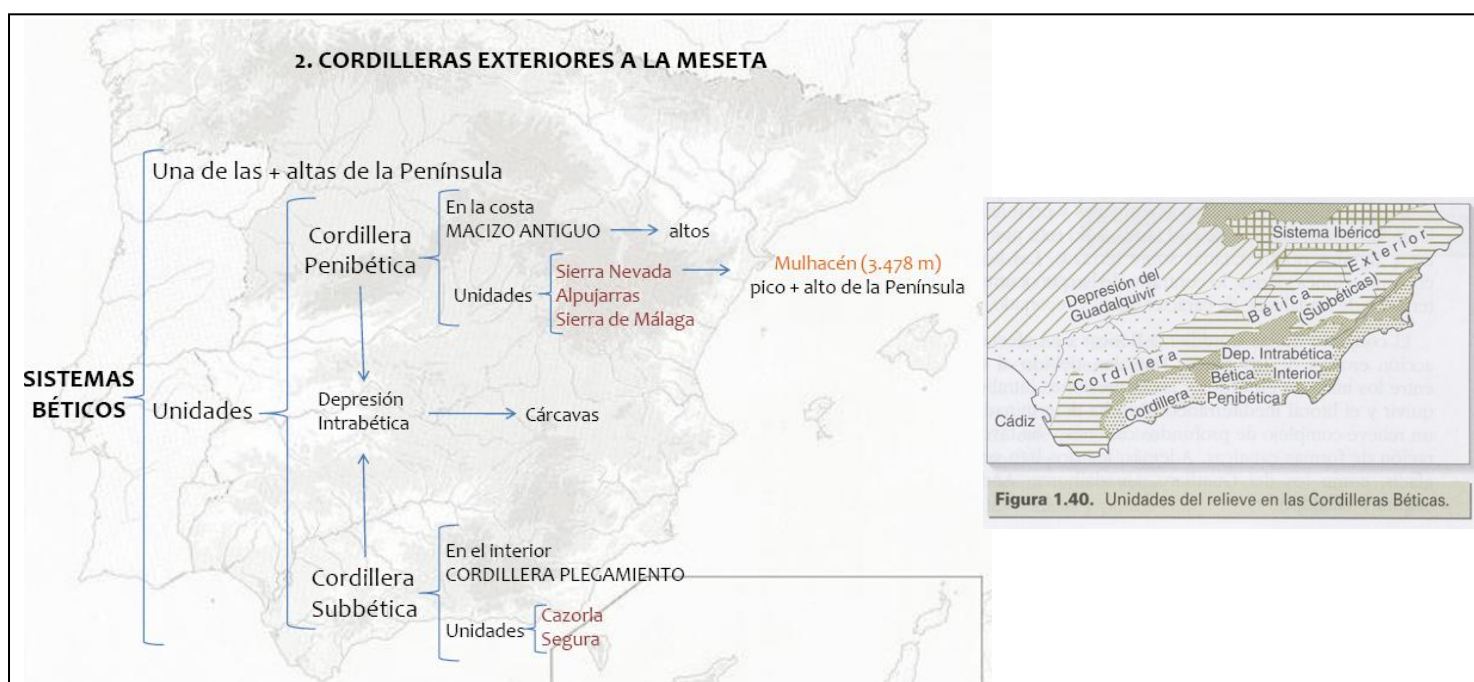 2. CORDILLERAS EXTERIORES A LA MESETA
SISTEMAS
BÉTICOS
Una de las + altas de la Península
Unidades
Cordillera
Penibética
En la costa
MACIZO ANTIGUO
altos
Unidades
Sierra Nevada
Alpujarras
Sierra de Málaga
Mulhacén (3.478 m)
pico + alto de la Península
Depresión
Intrabética
Cárcavas
Cordillera
Subbética
En el interior
CORDILLERA PLEGAMIENTO
Unidades
Cazorla
Segura
Sistema Ibérico
Depresión del
Guadalquivir
Cordillera Bética Exterior
(Subbéticas)
Dep. Intrabética
Bética Interior
Cordillera Penibética
Cádiz
Figura 1.40. Unidades del relieve en las Cordilleras Béticas.